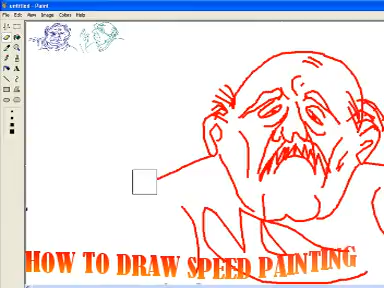 untitled - Paint
File Edit View Image Colors Help
HOW TO DRAW SPEED PAINTING